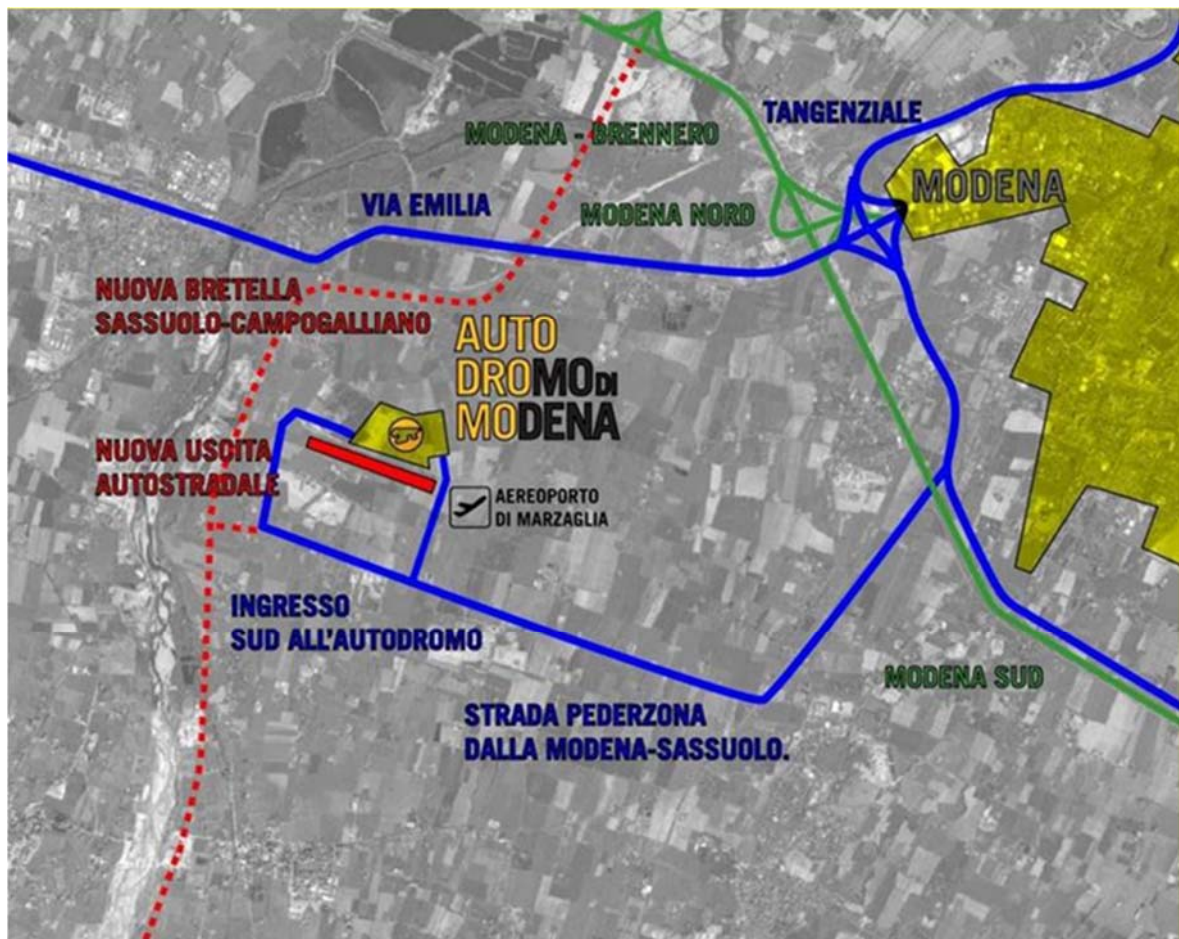 TANGENZIALE
MODENA - BRENNERO
MODENA
VIA EMILIA
MODENA NORD
NUOVA BRETELLA
SASSUOLO-CAMPOGALLIANO
AUTO
DROMO DI
MODENA
NUOVA USCITA
AUTOSTRADALE
AEREOPORTO
DI MARZAGLIA
INGRESSO
SUD ALL'AUTODROMO
MODENA SUD
STRADA PEDERZONA
DALLA MODENA-SASSUOLO.